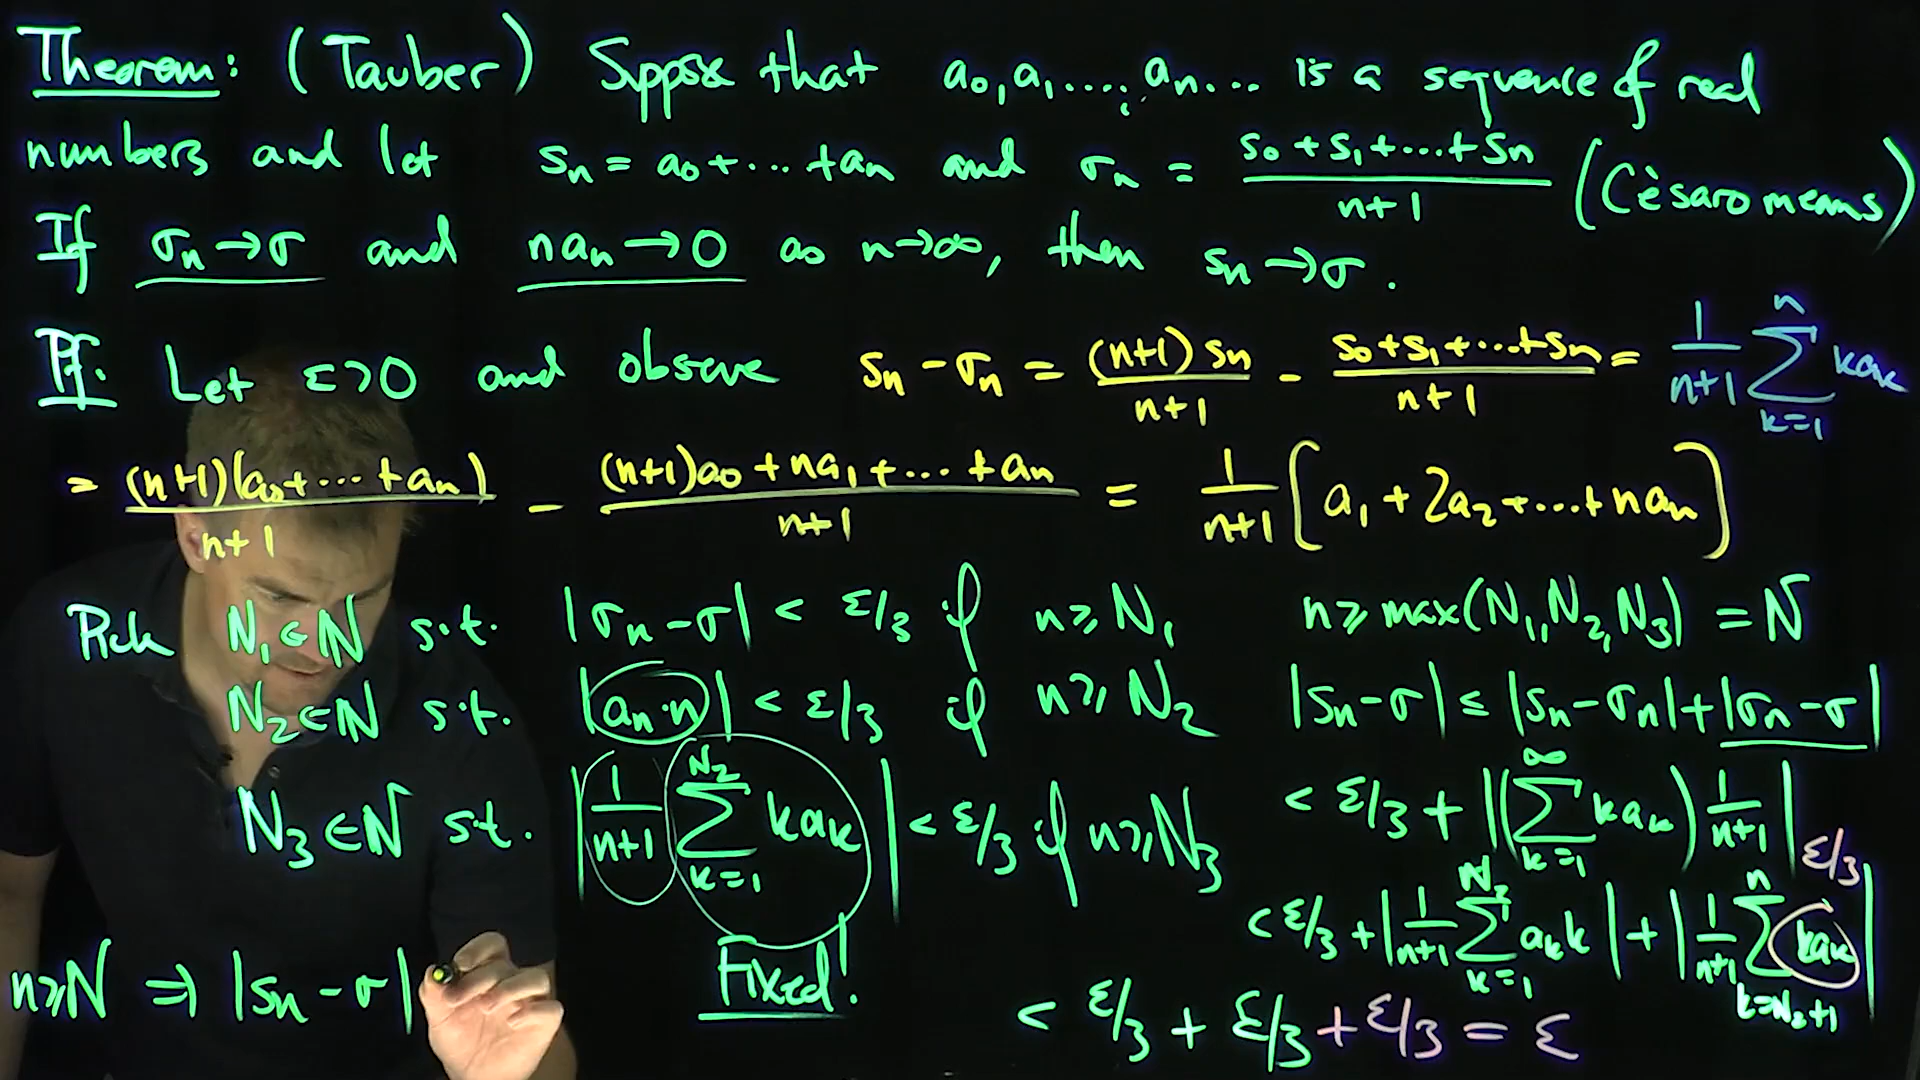 Theorem: (Tauber) Suppose that a₀, a₁, ..., aₙ... is a sequence of real
numbers and let sₙ = a₀ + ... + aₙ and σₙ = (s₀ + s₁ + ... + sₙ)/(n+1) (Cèsaro means)
If σₙ → σ and naₙ → 0 as n → ∞, then sₙ → σ.
Pf: Let ε > 0 and observe sₙ - σₙ = (n+1)sₙ/(n+1) - (s₀ + s₁ + ... + sₙ)/(n+1) = 1/(n+1) ∑_{k=1}^{n} kaₖ
= (n+1)(a₀ + ... + aₙ)/(n+1) - ((n+1)a₀ + na₁ + ... + aₙ)/(n+1) = 1/(n+1) [a₁ + 2a₂ + ... + naₙ]
Pick N₁ ∈ ℕ s.t. |σₙ - σ| < ε/3 if n ≥ N₁
N₂ ∈ ℕ s.t. |aₙ·n| < ε/3 if n ≥ N₂
N₃ ∈ ℕ s.t. |1/(n+1) ∑_{k=1}^{N₂} kaₖ| < ε/3 if n ≥ N₃
Fixed!
n ≥ N ⇒ |sₙ - σ|
n ≥ max(N₁, N₂, N₃) = N
|sₙ - σ| ≤ |sₙ - σₙ| + |σₙ - σ|
< ε/3 + |(∑_{k=1}^{∞} kaₖ) 1/(n+1)|
ε/3
< ε/3 + |1/(n+1) ∑_{k=1}^{N₂} aₖk| + |1/(n+1) ∑_{k=N₂+1}^{n} kaₖ|
< ε/3 + ε/3 + ε/3 = ε